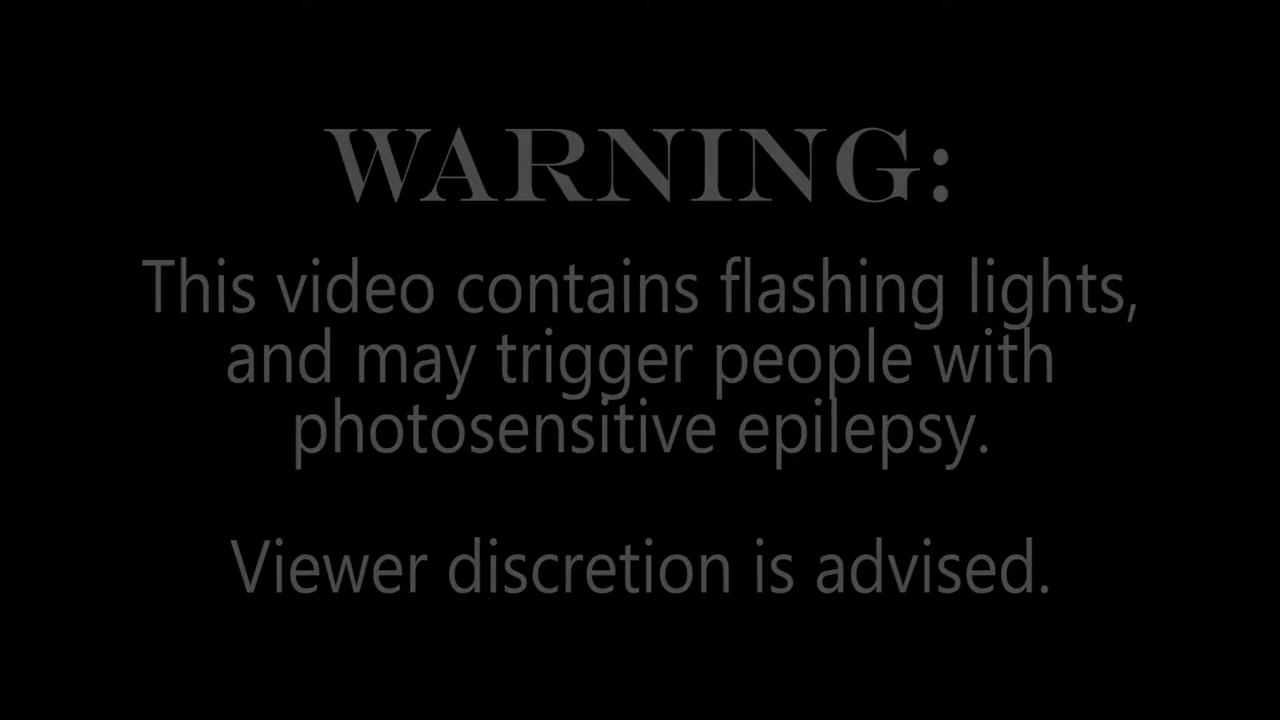 WARNING:
This video contains flashing lights,
and may trigger people with
photosensitive epilepsy.
Viewer discretion is advised.